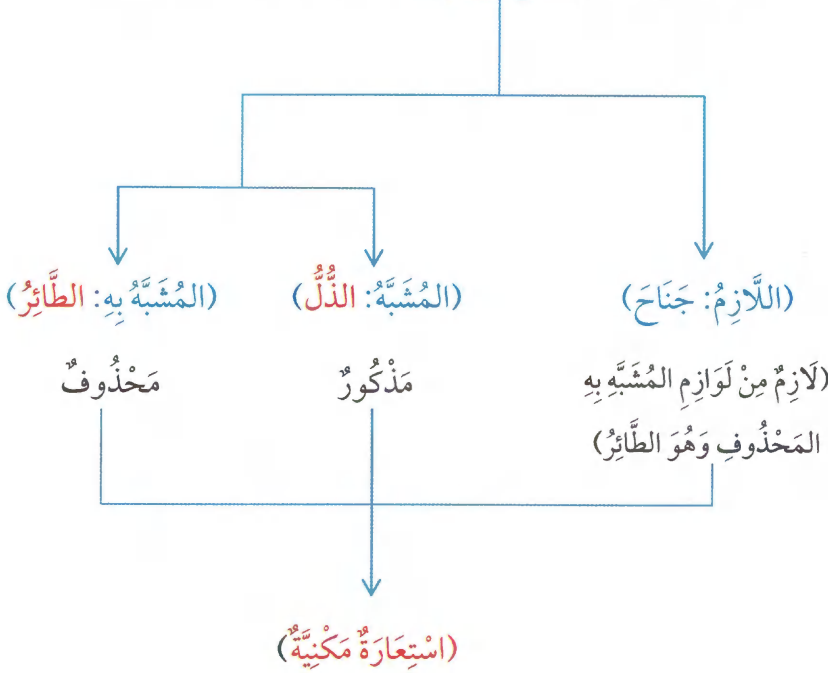 (اللَّازِمُ: جَنَاحَ)
(المُشَبَّهُ: الذُّلُّ)
(المُشَبَّهُ بِهِ: الطَّائِرُ)
(لَازِمٌ مِنْ لَوَازِمِ المُشَبَّهِ بِهِ
المَحْذُوفِ وَهُوَ الطَّائِرُ)
مَذْكُورٌ
مَحْذُوفٌ
(اسْتِعَارَةٌ مَكْنِيَّةٌ)